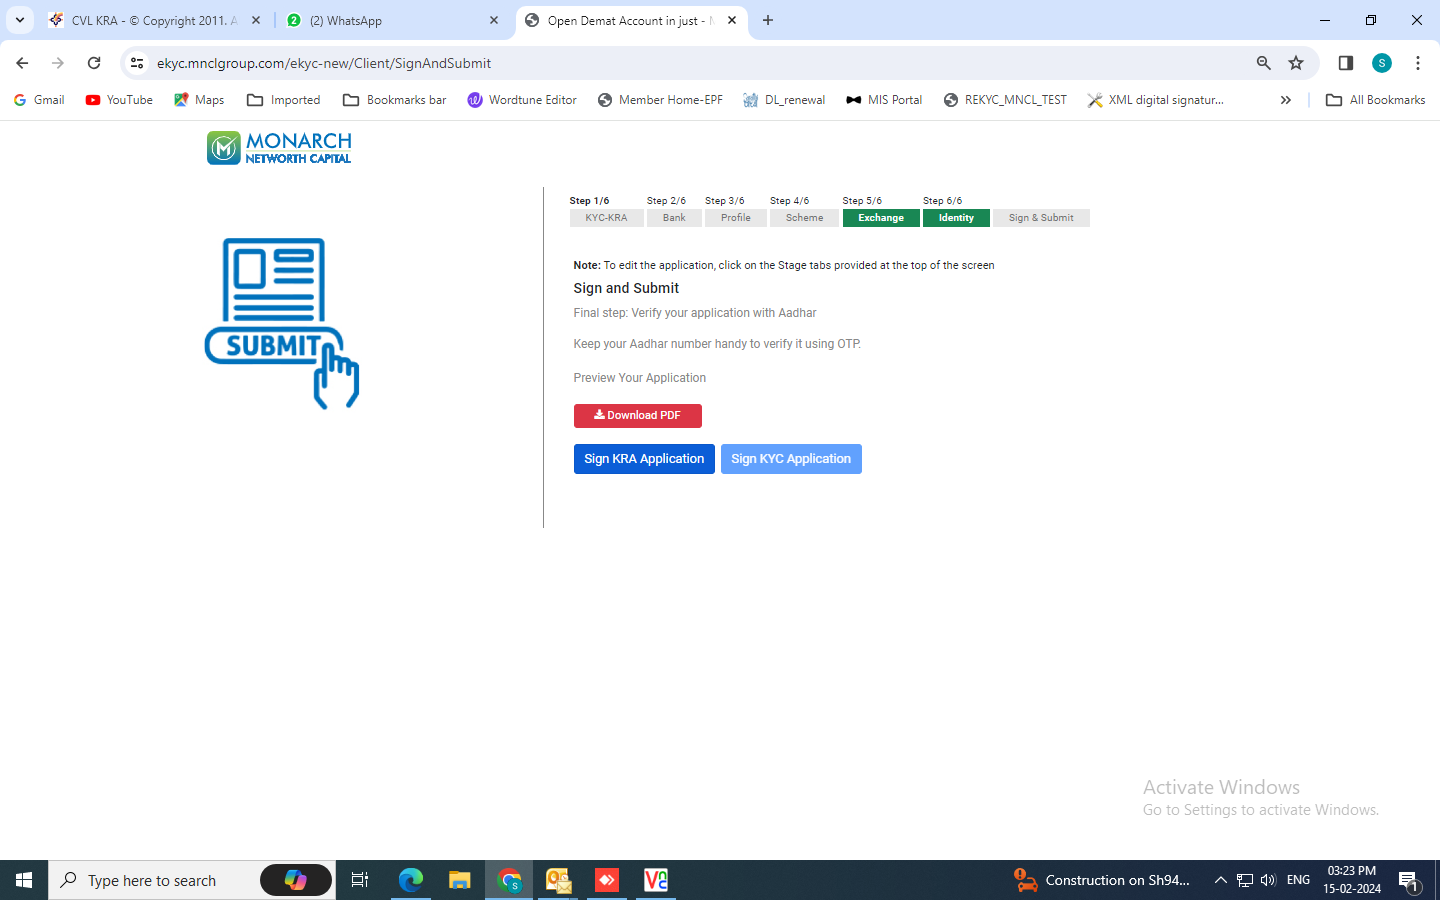 CVL KRA - © Copyright 2011. A
(2) WhatsApp
Open Demat Account in just - M
ekyc.mnclgroup.com/ekyc-new/Client/SignAndSubmit
S
Gmail
YouTube
Maps
Imported
Bookmarks bar
Wordtune Editor
Member Home-EPF
DL_renewal
MIS Portal
REKYC_MNCL_TEST
XML digital signatur...
All Bookmarks
MONARCH
NETWORTH CAPITAL
Step 1/6 Step 2/6 Step 3/6 Step 4/6 Step 5/6 Step 6/6
KYC-KRA Bank Profile Scheme Exchange Identity Sign & Submit
Note: To edit the application, click on the Stage tabs provided at the top of the screen
Sign and Submit
Final step: Verify your application with Aadhar
Keep your Aadhar number handy to verify it using OTP.
Preview Your Application
Download PDF
Sign KRA Application Sign KYC Application
SUBMIT
Activate Windows
Go to Settings to activate Windows.
Type here to search
Construction on Sh94...
ENG
03:23 PM
15-02-2024
1